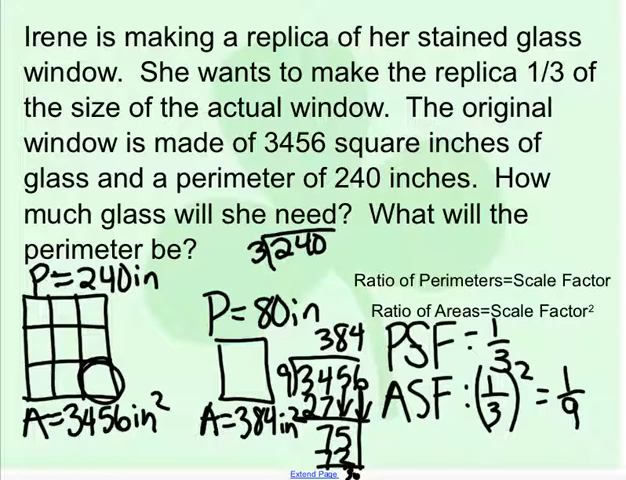 Irene is making a replica of her stained glass
window. She wants to make the replica 1/3 of
the size of the actual window. The original
window is made of 3456 square inches of
glass and a perimeter of 240 inches. How
much glass will she need? What will the
perimeter be?
3)240
P=240in
Ratio of Perimeters=Scale Factor
P=80in
Ratio of Areas=Scale Factor²
384
PSF: 1/3
9)3456
ASF: (1/3)² = 1/9
A=3456in²
A=384in²
27
75
72
36
Extend Page